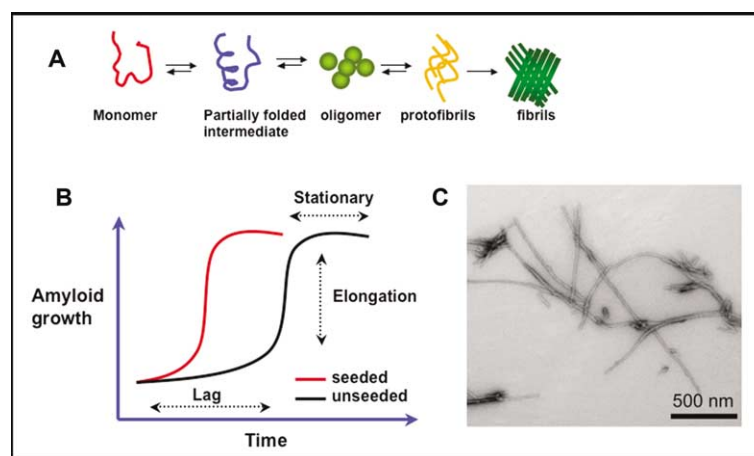 A
Monomer
Partially folded
intermediate
oligomer
protofibrils
fibrils
B
Stationary
Amyloid
growth
Elongation
seeded
unseeded
Lag
Time
C
500 nm